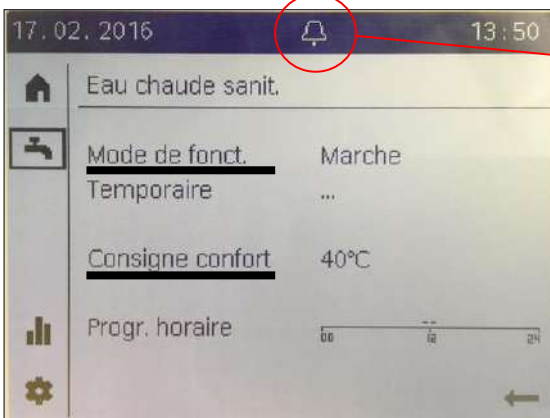 17.02.2016 13:50
Eau chaude sanit.
Mode de fonct. Marche
Temporaire ...
Consigne confort 40°C
Progr. horaire
--
00 12 24